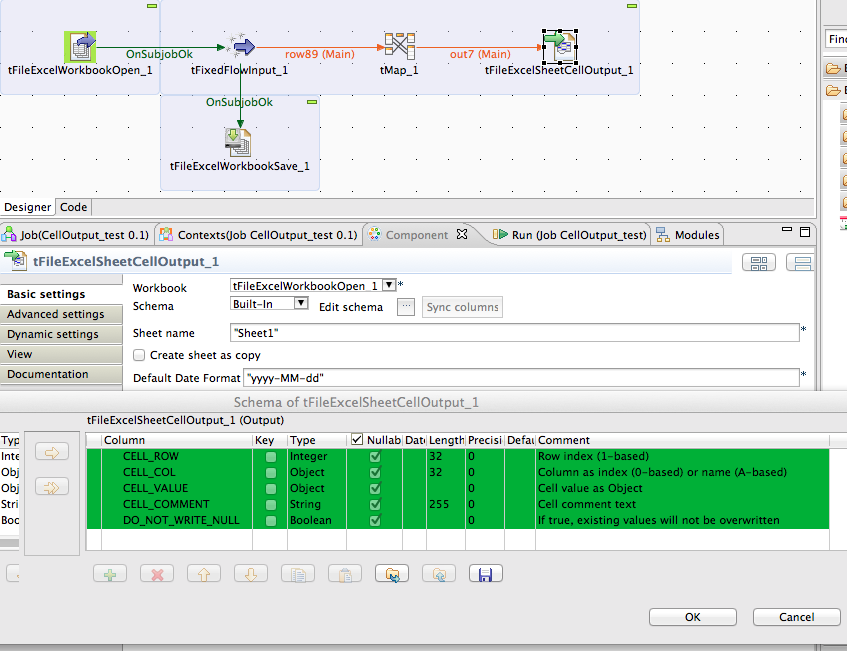 OnSubjobOk
row89 (Main)
out7 (Main)
tFileExcelWorkbookOpen_1
tFixedFlowInput_1
tMap_1
tFileExcelSheetCellOutput_1
OnSubjobOk
tFileExcelWorkbookSave_1
Find
Designer
Code
Job(CellOutput_test 0.1)
Contexts(Job CellOutput_test 0.1)
Component
Run (Job CellOutput_test)
Modules
tFileExcelSheetCellOutput_1
Basic settings
Advanced settings
Dynamic settings
View
Documentation
Workbook
tFileExcelWorkbookOpen_1
*
Schema
Built-In
Edit schema
...
Sync columns
Sheet name
"Sheet1"
*
Create sheet as copy
Default Date Format
"yyyy-MM-dd"
*
Schema of tFileExcelSheetCellOutput_1
tFileExcelSheetCellOutput_1 (Output)
Typ Column Key Type Nullab Date Length Precisi Defau Comment
Inte CELL_ROW Integer 32 0 Row index (1-based)
Obj CELL_COL Object 32 0 Column as index (0-based) or name (A-based)
Obj CELL_VALUE Object 0 Cell value as Object
Stri CELL_COMMENT String 255 0 Cell comment text
Boo DO_NOT_WRITE_NULL Boolean 0 If true, existing values will not be overwritten
OK
Cancel